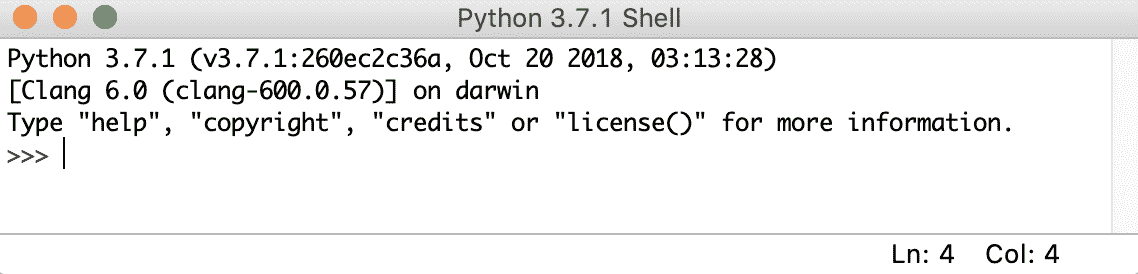 Python 3.7.1 Shell
Python 3.7.1 (v3.7.1:260ec2c36a, Oct 20 2018, 03:13:28)
[Clang 6.0 (clang-600.0.57)] on darwin
Type "help", "copyright", "credits" or "license()" for more information.
>>>
Ln: 4 Col: 4